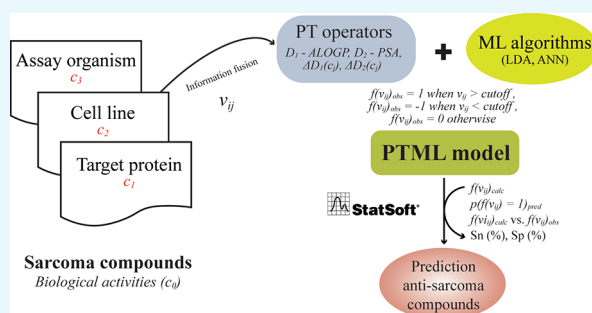 Assay organism
c3
Cell line
c2
Target protein
c1
Sarcoma compounds
Biological activities (c0)
Information fusion
vij
PT operators
D1 - ALOGP, D2 - PSA,
ΔD1(cj), ΔD2(cj)
+
ML algorithms
(LDA, ANN)
f(vij)obs = 1 when vij > cutoff,
f(vij)obs = -1 when vij < cutoff,
f(vij)obs = 0 otherwise
PTML model
StatSoft®
f(vij)calc
p(f(vij) = 1)pred
f(viij)calc vs. f(vij)obs
Sn (%), Sp (%)
Prediction
anti-sarcoma
compounds